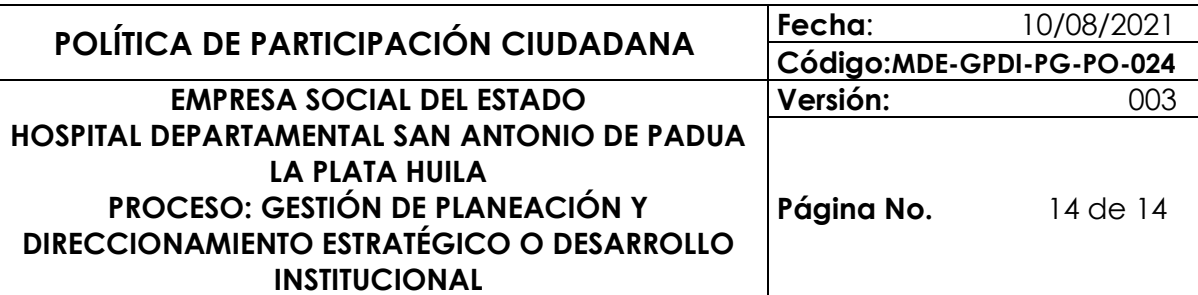 POLÍTICA DE PARTICIPACIÓN CIUDADANA
Fecha: 10/08/2021
Código:MDE-GPDI-PG-PO-024
EMPRESA SOCIAL DEL ESTADO
HOSPITAL DEPARTAMENTAL SAN ANTONIO DE PADUA
LA PLATA HUILA
PROCESO: GESTIÓN DE PLANEACIÓN Y
DIRECCIONAMIENTO ESTRATÉGICO O DESARROLLO
INSTITUCIONAL
Versión: 003
Página No. 14 de 14